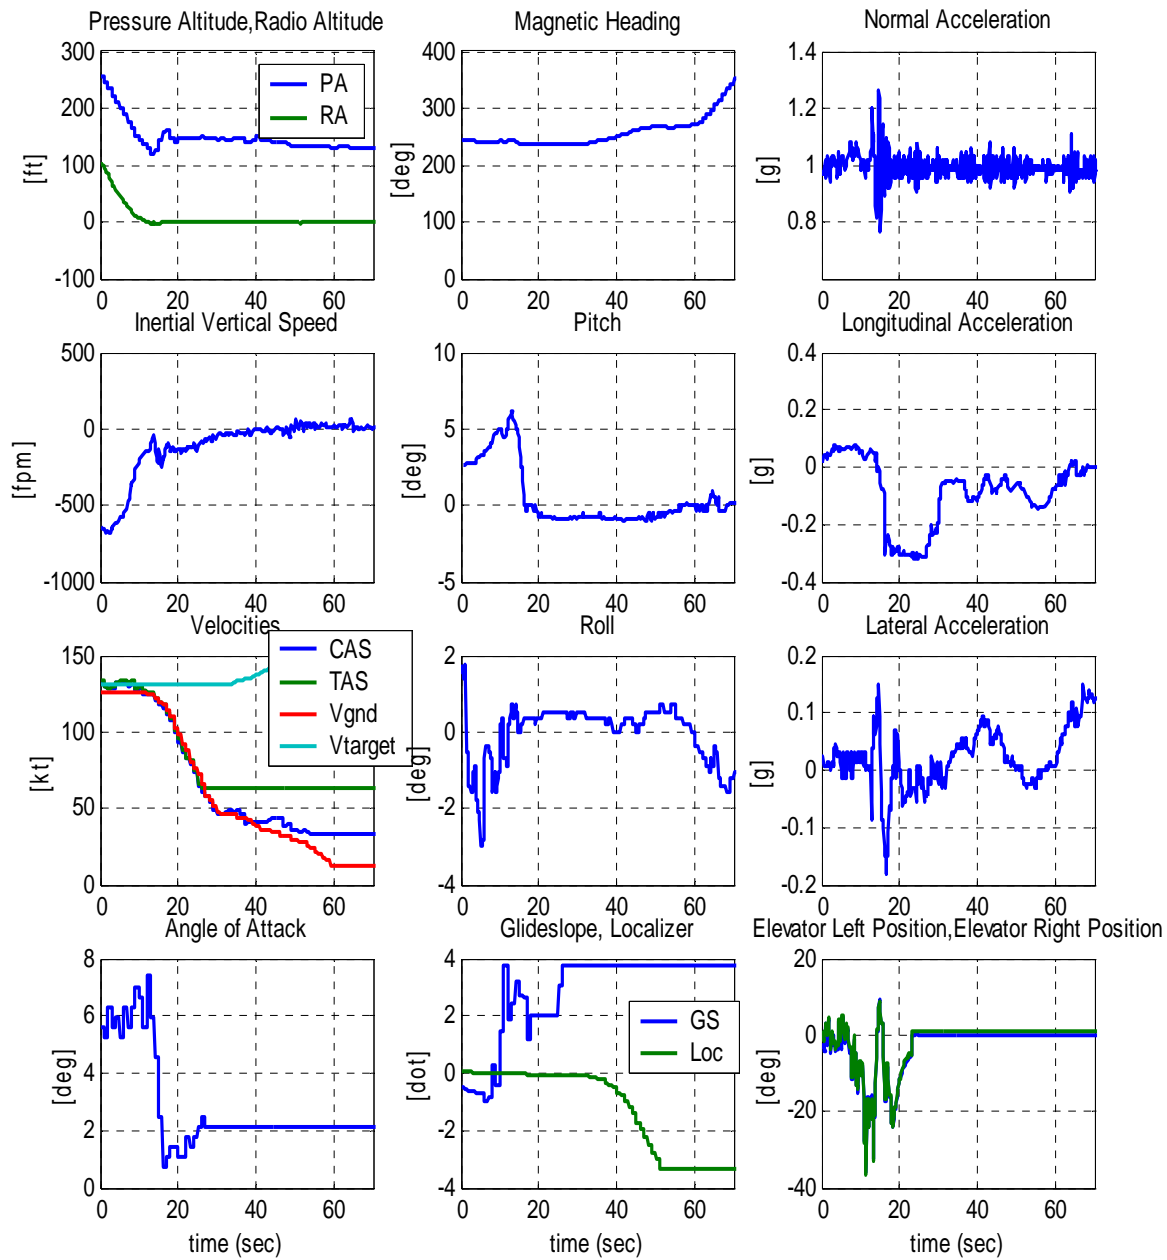 Pressure Altitude,Radio Altitude
300
200
100
0
-100
[ft]
PA
RA
0 20 40 60
Magnetic Heading
400
300
200
100
0
[deg]
0 20 40 60
Normal Acceleration
1.4
1.2
1
0.8
[g]
0 20 40 60
Inertial Vertical Speed
500
0
-500
-1000
[fpm]
0 20 40 60
Pitch
10
5
0
-5
[deg]
0 20 40 60
Longitudinal Acceleration
0.4
0.2
0
-0.2
-0.4
[g]
0 20 40 60
Velocities
150
100
50
0
[kt]
CAS
TAS
Vgnd
Vtarget
0 20 40 60
Roll
2
0
-2
-4
[deg]
0 20 40 60
Lateral Acceleration
0.2
0.1
0
-0.1
-0.2
[g]
0 20 40 60
Angle of Attack
8
6
4
2
0
[deg]
0 20 40 60
time (sec)
Glideslope, Localizer
4
2
0
-2
-4
[dot]
GS
Loc
0 20 40 60
time (sec)
Elevator Left Position,Elevator Right Position
20
0
-20
-40
[deg]
0 20 40 60
time (sec)